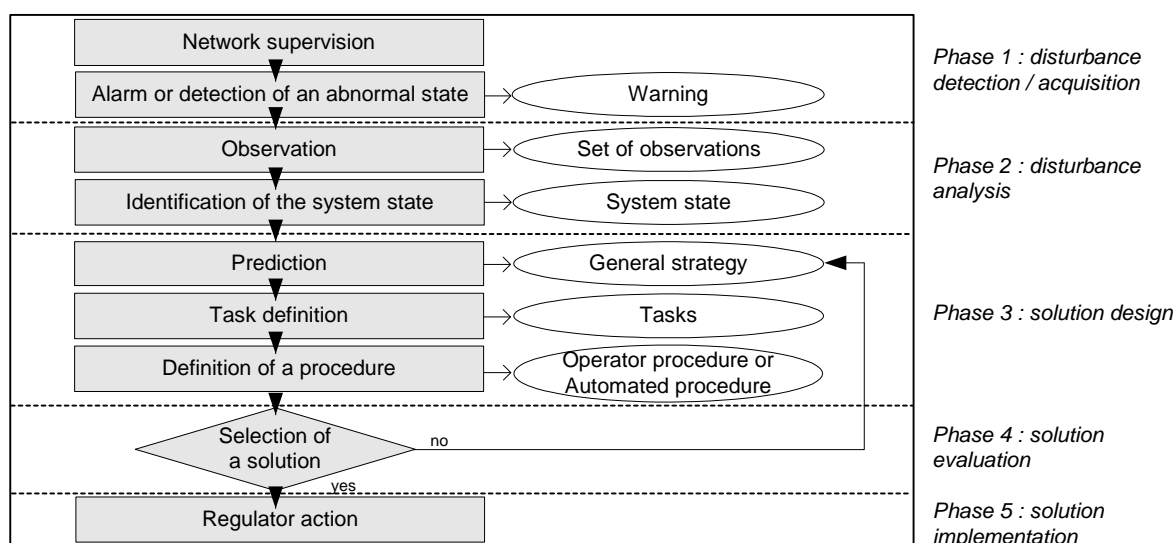 Network supervision
Phase 1 : disturbance
detection / acquisition
Alarm or detection of an abnormal state
Warning
Observation
Set of observations
Phase 2 : disturbance
analysis
Identification of the system state
System state
Prediction
General strategy
Task definition
Tasks
Phase 3 : solution design
Definition of a procedure
Operator procedure or
Automated procedure
Selection of
a solution
no
yes
Phase 4 : solution
evaluation
Regulator action
Phase 5 : solution
implementation